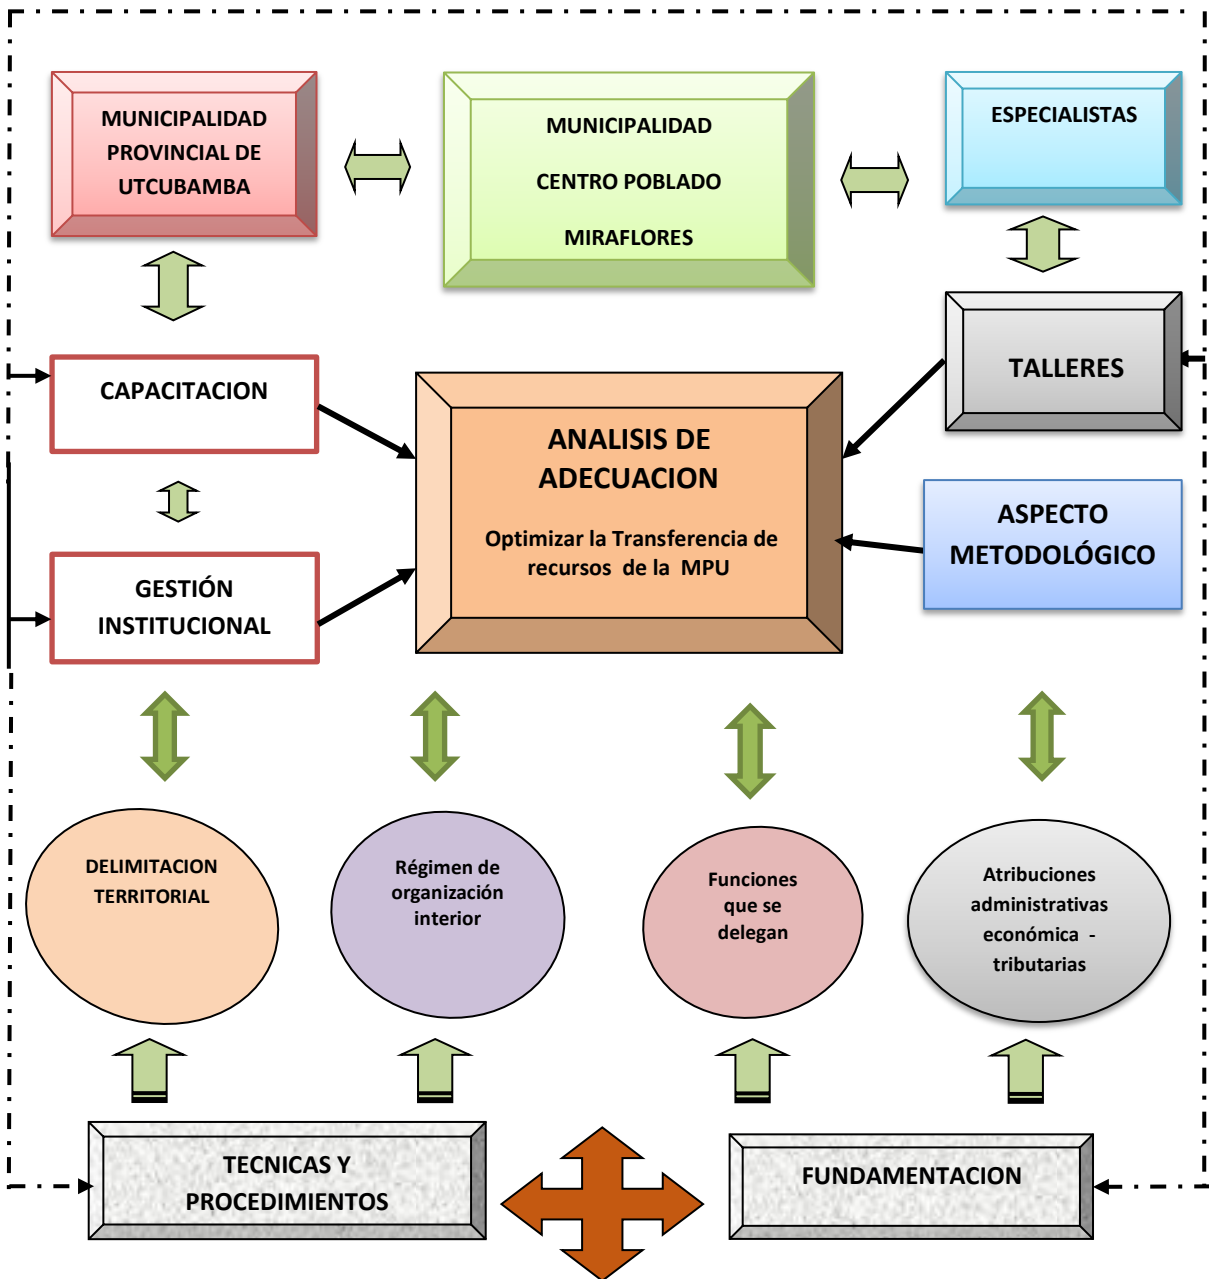 MUNICIPALIDAD
PROVINCIAL DE
UTCUBAMBA
MUNICIPALIDAD
CENTRO POBLADO
MIRAFLORES
ESPECIALISTAS
CAPACITACION
TALLERES
ANALISIS DE
ADECUACION
Optimizar la Transferencia de
recursos de la MPU
ASPECTO
METODOLÓGICO
GESTIÓN
INSTITUCIONAL
DELIMITACION
TERRITORIAL
Régimen de
organización
interior
Funciones
que se
delegan
Atribuciones
administrativas
económica -
tributarias
TECNICAS Y
PROCEDIMIENTOS
FUNDAMENTACION